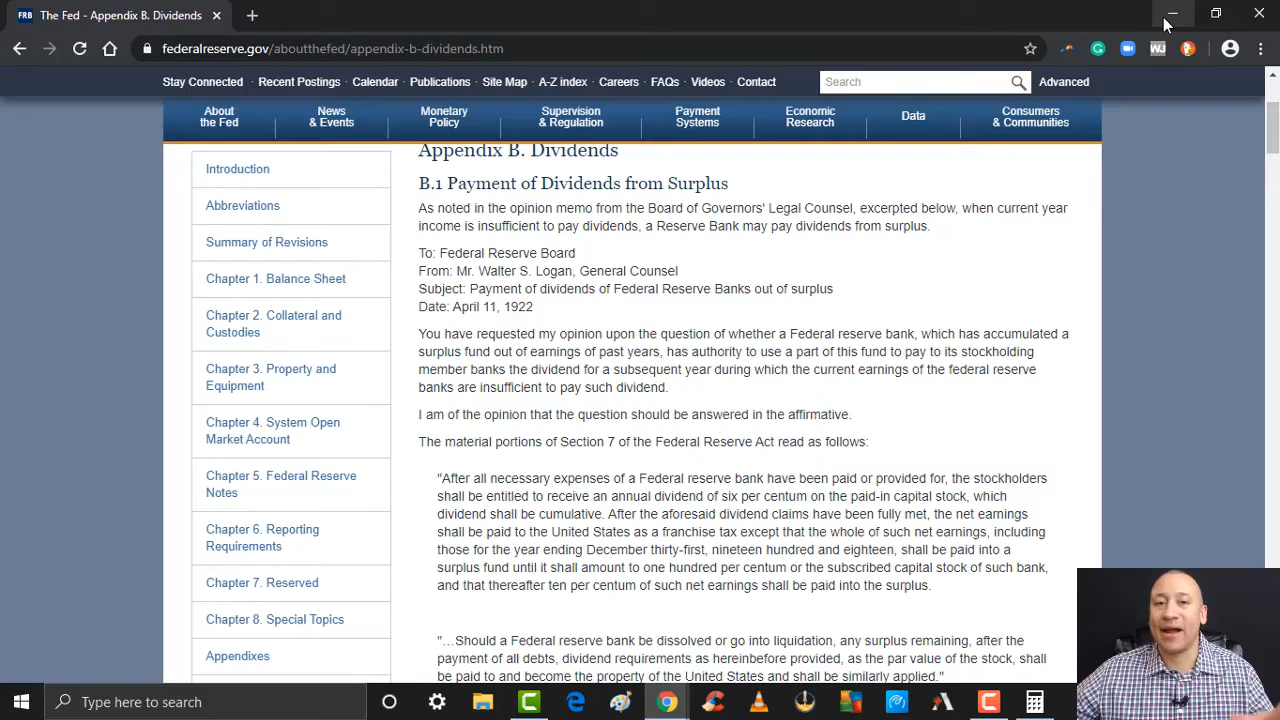 FRB The Fed - Appendix B. Dividends
federalreserve.gov/aboutthefed/appendix-b-dividends.htm
WJ
Stay Connected · Recent Postings · Calendar · Publications · Site Map · A-Z index · Careers · FAQs · Videos · Contact
Search
Advanced
About the Fed
News & Events
Monetary Policy
Supervision & Regulation
Payment Systems
Economic Research
Data
Consumers & Communities
Introduction
Abbreviations
Summary of Revisions
Chapter 1. Balance Sheet
Chapter 2. Collateral and
Custodies
Chapter 3. Property and
Equipment
Chapter 4. System Open
Market Account
Chapter 5. Federal Reserve
Notes
Chapter 6. Reporting
Requirements
Chapter 7. Reserved
Chapter 8. Special Topics
Appendixes
Appendix B. Dividends
B.1 Payment of Dividends from Surplus
As noted in the opinion memo from the Board of Governors' Legal Counsel, excerpted below, when current year
income is insufficient to pay dividends, a Reserve Bank may pay dividends from surplus.
To: Federal Reserve Board
From: Mr. Walter S. Logan, General Counsel
Subject: Payment of dividends of Federal Reserve Banks out of surplus
Date: April 11, 1922
You have requested my opinion upon the question of whether a Federal reserve bank, which has accumulated a
surplus fund out of earnings of past years, has authority to use a part of this fund to pay to its stockholding
member banks the dividend for a subsequent year during which the current earnings of the federal reserve
banks are insufficient to pay such dividend.
I am of the opinion that the question should be answered in the affirmative.
The material portions of Section 7 of the Federal Reserve Act read as follows:
"After all necessary expenses of a Federal reserve bank have been paid or provided for, the stockholders
shall be entitled to receive an annual dividend of six per centum on the paid-in capital stock, which
dividend shall be cumulative. After the aforesaid dividend claims have been fully met, the net earnings
shall be paid to the United States as a franchise tax except that the whole of such net earnings, including
those for the year ending December thirty-first, nineteen hundred and eighteen, shall be paid into a
surplus fund until it shall amount to one hundred per centum or the subscribed capital stock of such bank,
and that thereafter ten per centum of such net earnings shall be paid into the surplus.
"…Should a Federal reserve bank be dissolved or go into liquidation, any surplus remaining, after the
payment of all debts, dividend requirements as hereinbefore provided, as the par value of the stock, shall
be paid to and become the property of the United States and shall be similarly applied."
Type here to search